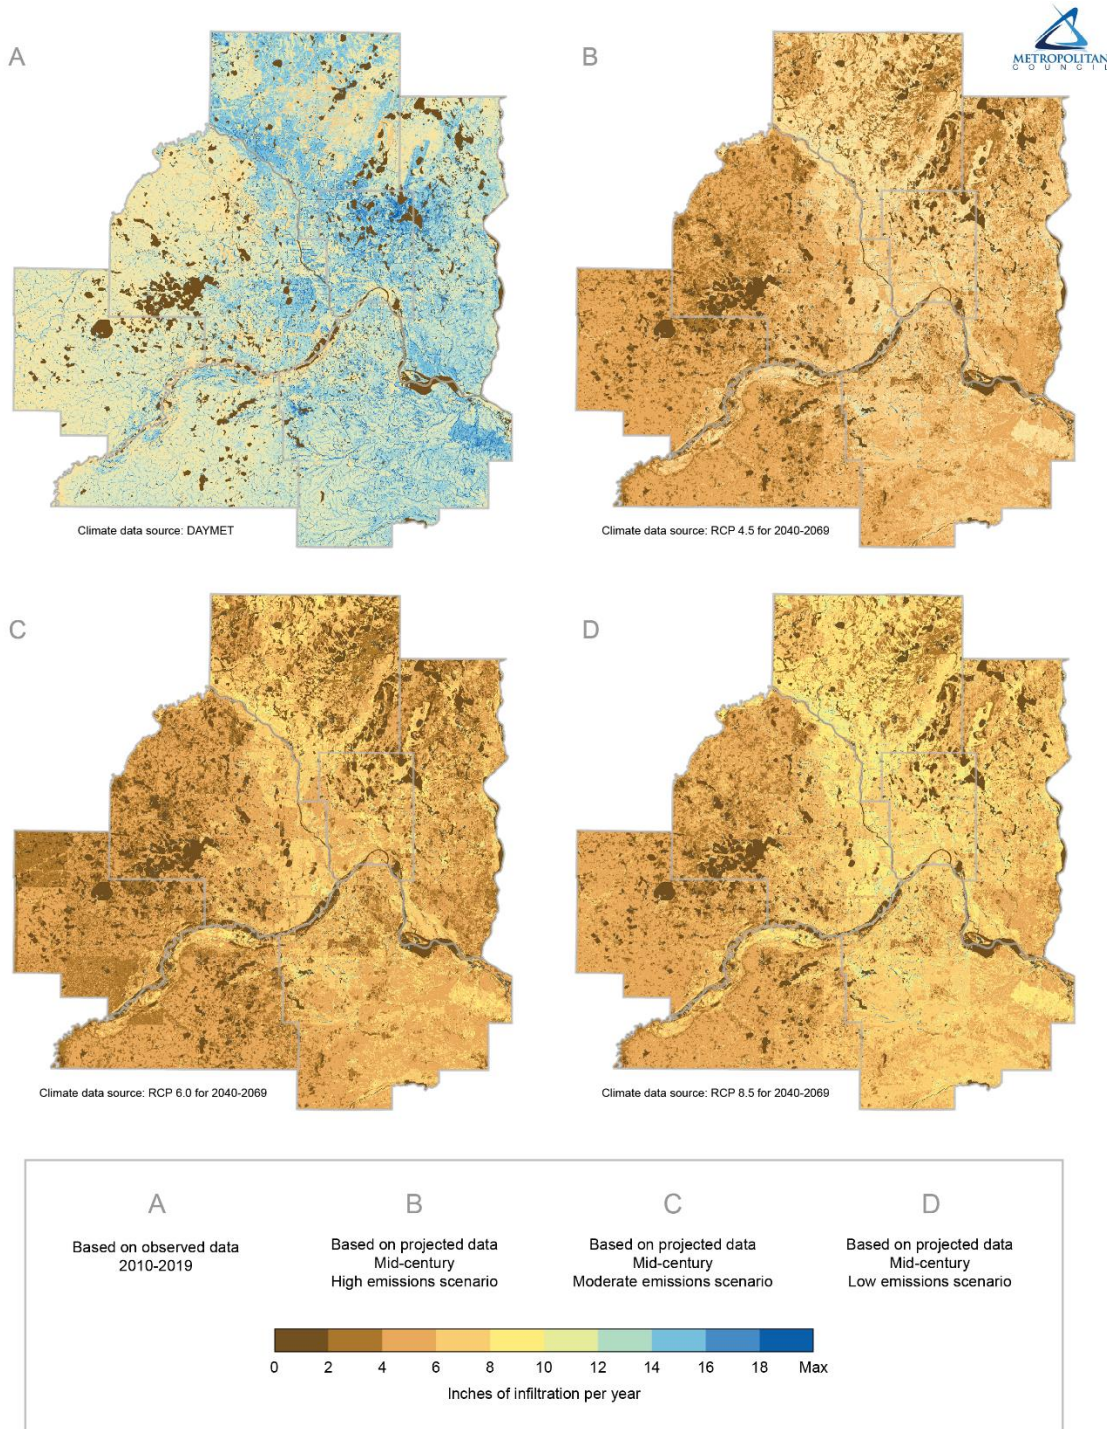 A
B
METROPOLITAN
COUNCIL
Climate data source: DAYMET
Climate data source: RCP 4.5 for 2040-2069
C
D
Climate data source: RCP 6.0 for 2040-2069
Climate data source: RCP 8.5 for 2040-2069
A
Based on observed data
2010-2019
B
Based on projected data
Mid-century
High emissions scenario
C
Based on projected data
Mid-century
Moderate emissions scenario
D
Based on projected data
Mid-century
Low emissions scenario
0 2 4 6 8 10 12 14 16 18 Max
Inches of infiltration per year